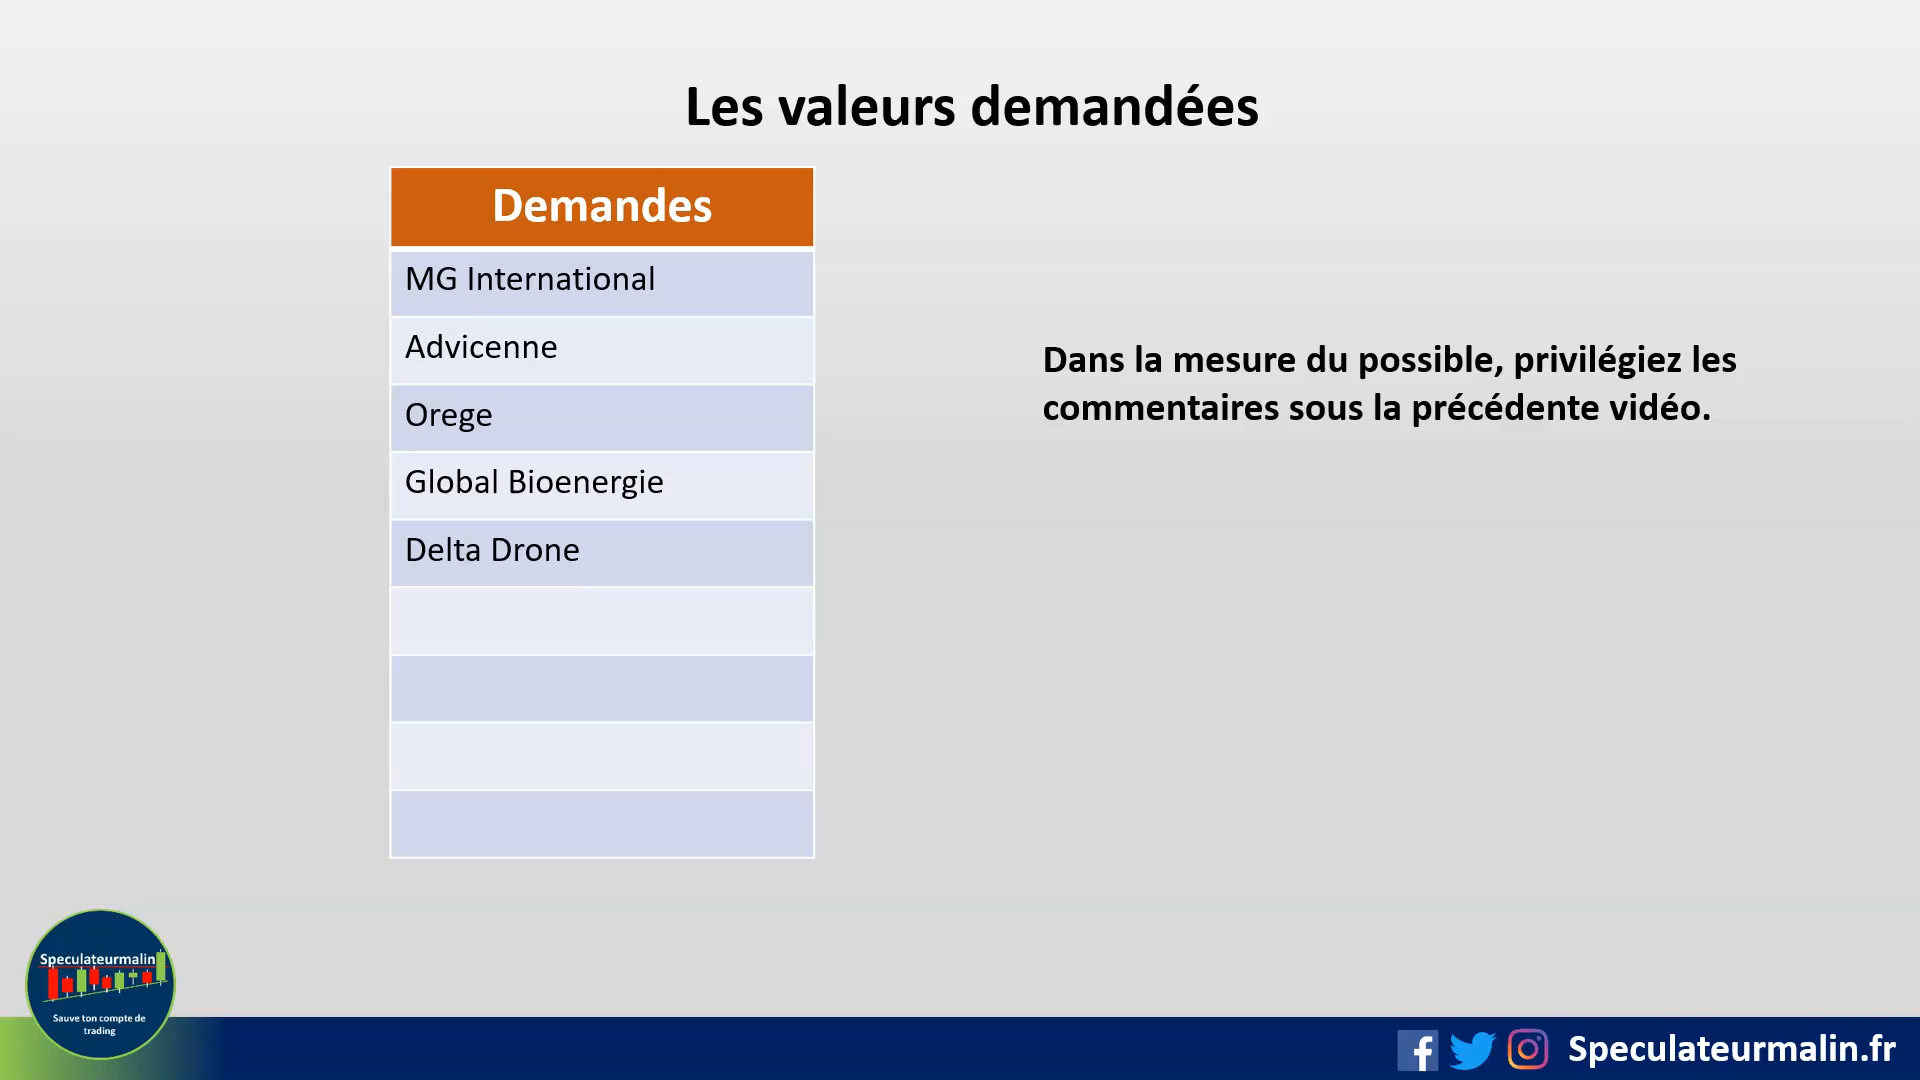 Les valeurs demandées
Demandes
MG International
Advicenne
Orege
Global Bioenergie
Delta Drone
Dans la mesure du possible, privilégiez les
commentaires sous la précédente vidéo.
Speculateurmalin
Sauve ton compte de
trading
Speculateurmalin.fr